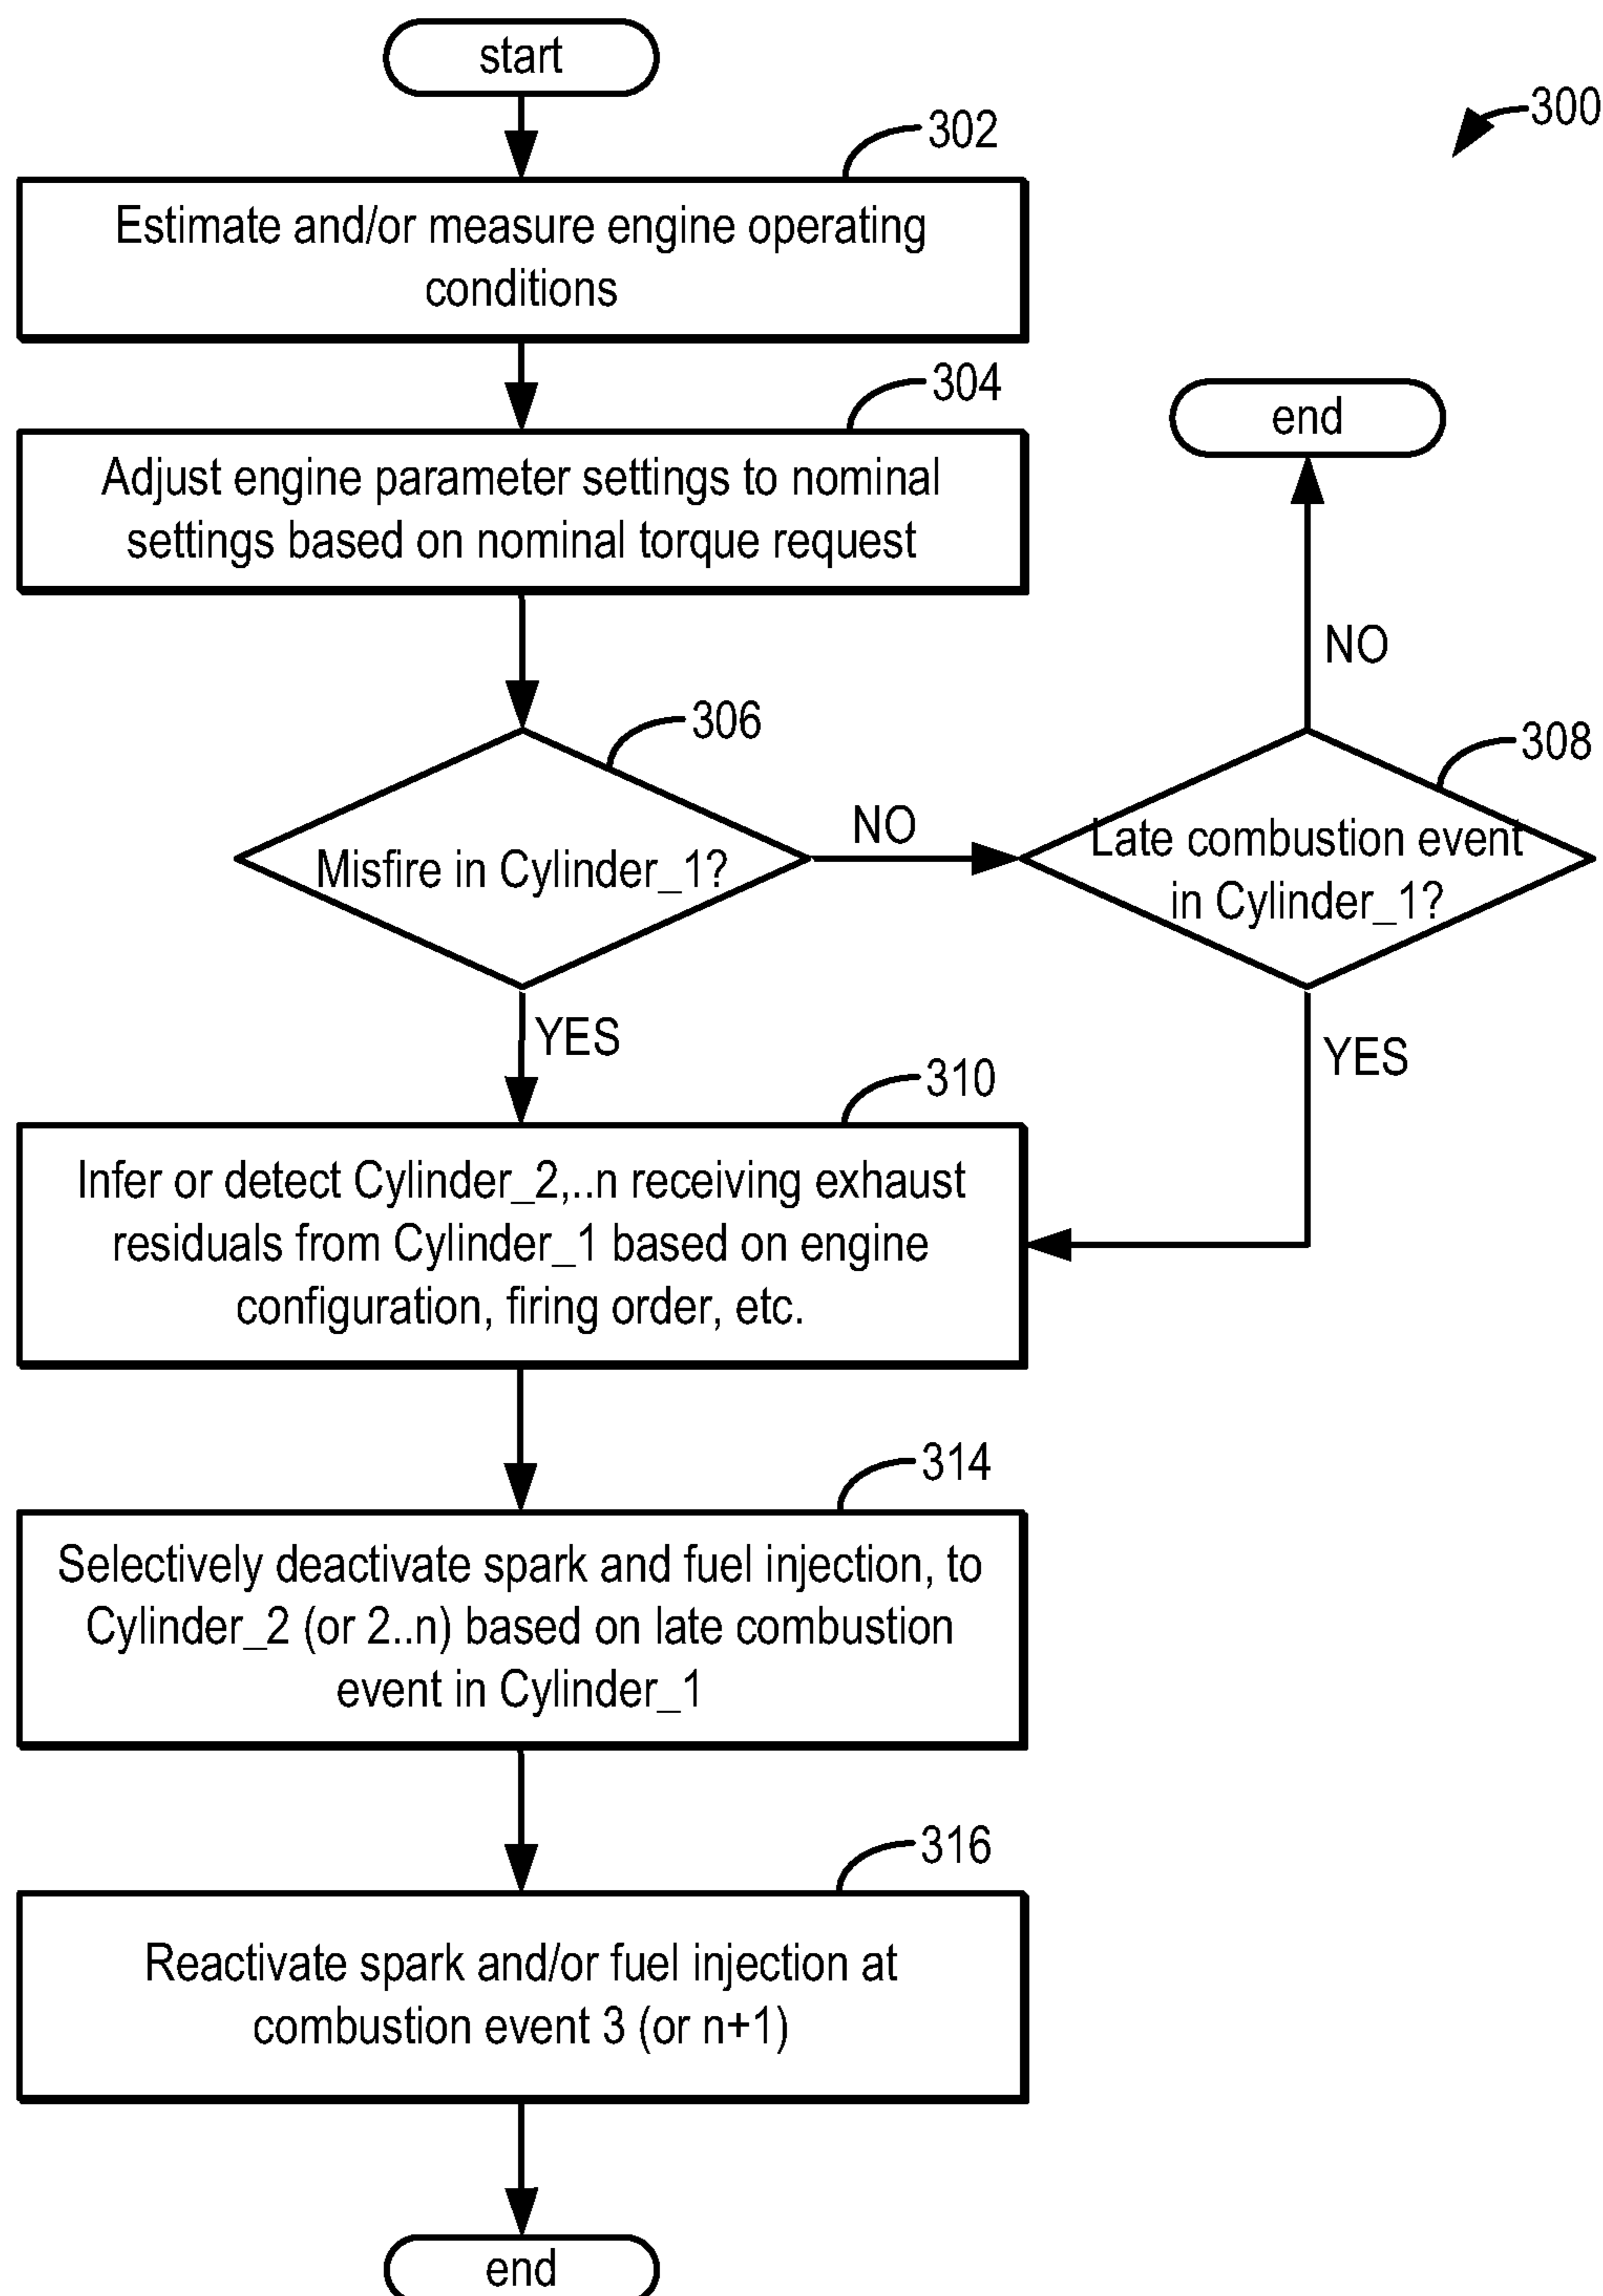 start
300
302
Estimate and/or measure engine operating
conditions
304
Adjust engine parameter settings to nominal
settings based on nominal torque request
end
NO
306
Misfire in Cylinder_1?
NO
308
Late combustion event
in Cylinder_1?
YES
YES
310
Infer or detect Cylinder_2,..n receiving exhaust
residuals from Cylinder_1 based on engine
configuration, firing order, etc.
314
Selectively deactivate spark and fuel injection, to
Cylinder_2 (or 2..n) based on late combustion
event in Cylinder_1
316
Reactivate spark and/or fuel injection at
combustion event 3 (or n+1)
end